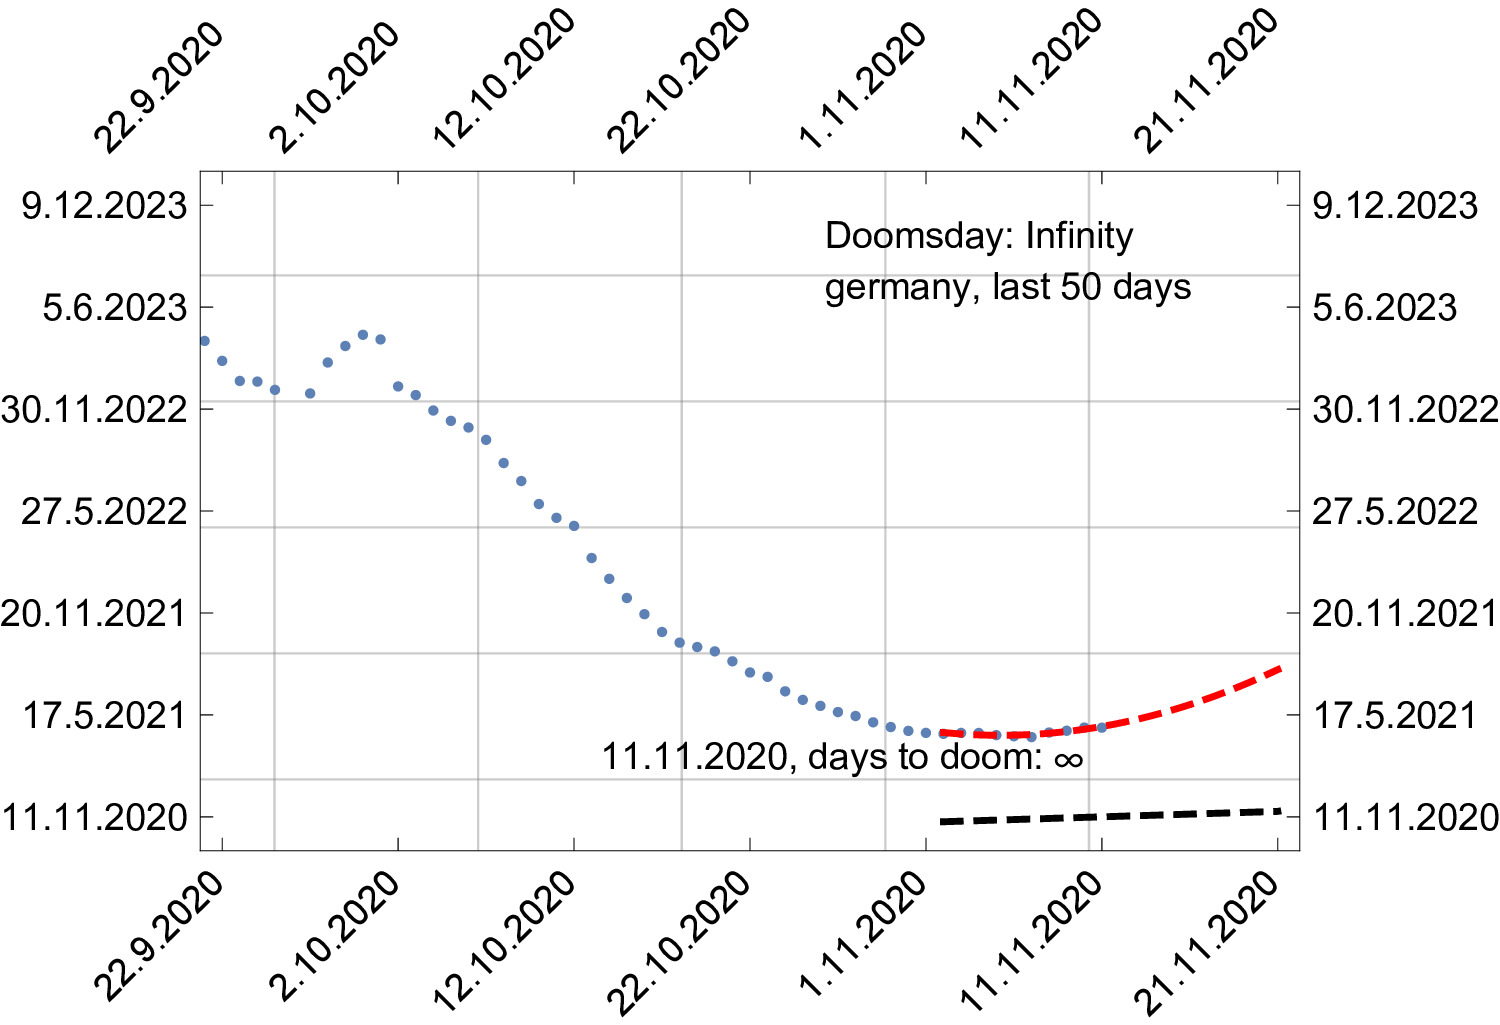 22.9.2020 2.10.2020 12.10.2020 22.10.2020 1.11.2020 11.11.2020 21.11.2020
9.12.2023 9.12.2023
Doomsday: Infinity
germany, last 50 days
5.6.2023 5.6.2023
30.11.2022 30.11.2022
27.5.2022 27.5.2022
20.11.2021 20.11.2021
17.5.2021 17.5.2021
11.11.2020, days to doom: ∞
11.11.2020 11.11.2020
22.9.2020 2.10.2020 12.10.2020 22.10.2020 1.11.2020 11.11.2020 21.11.2020